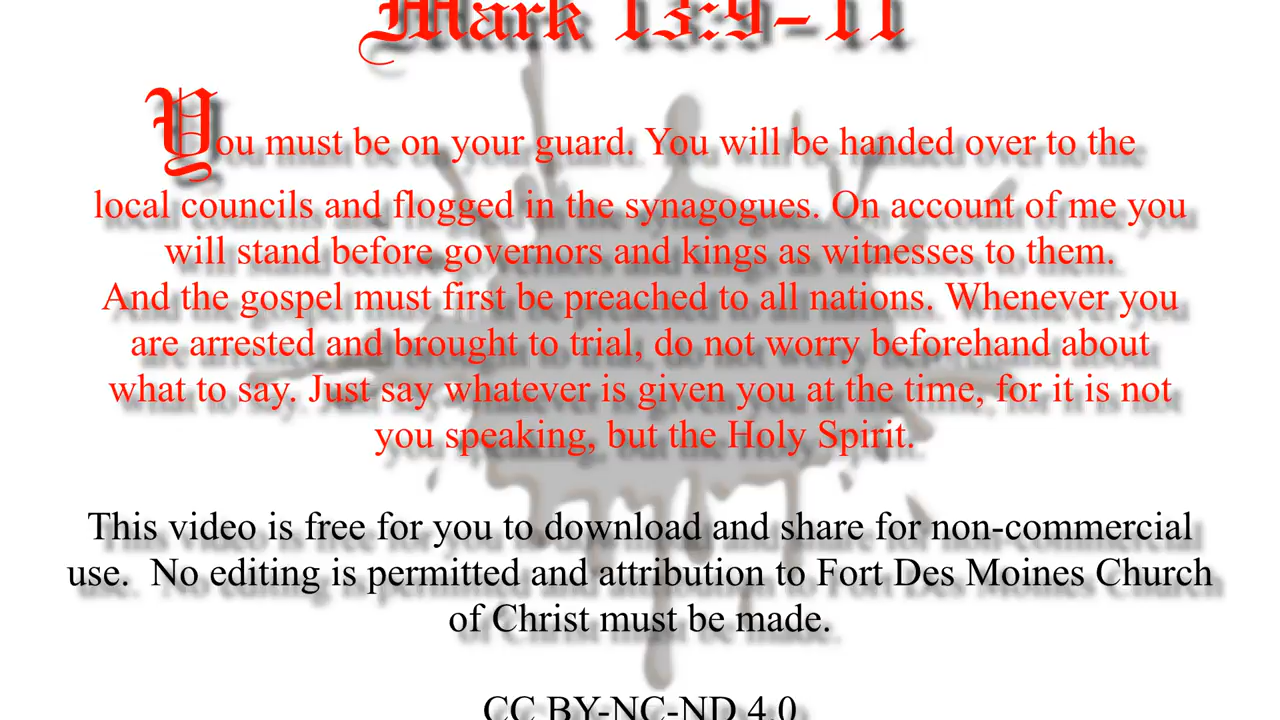 Mark 13:9-11
You must be on your guard. You will be handed over to the
local councils and flogged in the synagogues. On account of me you
will stand before governors and kings as witnesses to them.
And the gospel must first be preached to all nations. Whenever you
are arrested and brought to trial, do not worry beforehand about
what to say. Just say whatever is given you at the time, for it is not
you speaking, but the Holy Spirit.
This video is free for you to download and share for non-commercial
use.  No editing is permitted and attribution to Fort Des Moines Church
of Christ must be made.
CC BY-NC-ND 4.0